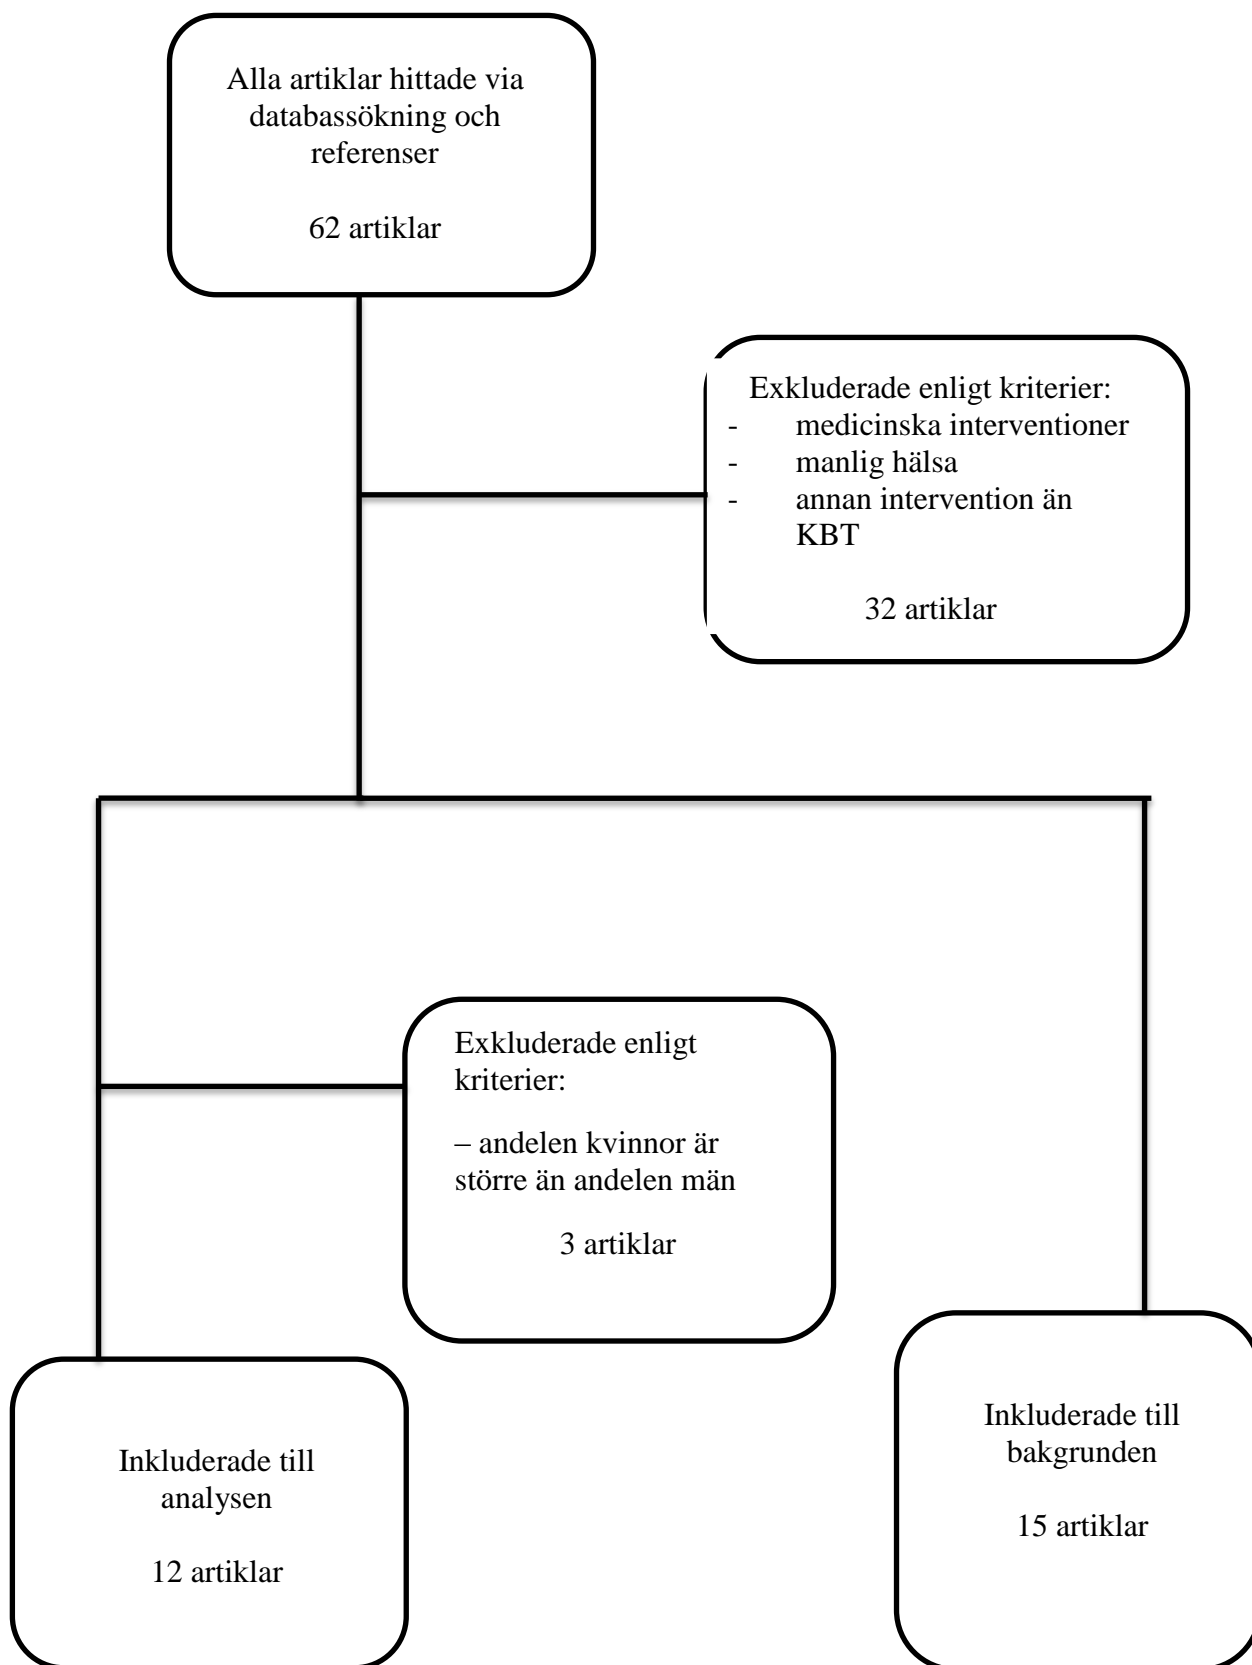 Alla artiklar hittade via
databassökning och
referenser
62 artiklar
Exkluderade enligt kriterier:
- medicinska interventioner
- manlig hälsa
- annan intervention än
KBT
32 artiklar
Exkluderade enligt
kriterier:
– andelen kvinnor är
större än andelen män
3 artiklar
Inkluderade till
analysen
12 artiklar
Inkluderade till
bakgrunden
15 artiklar